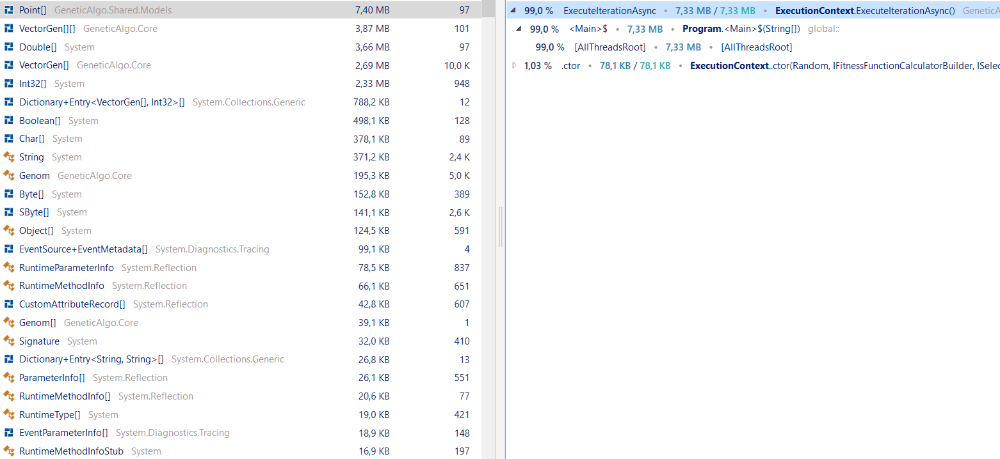 Point[] GeneticAlgo.Shared.Models 7,40 MB 97
VectorGen[][] GeneticAlgo.Core 3,87 MB 101
Double[] System 3,66 MB 97
VectorGen[] GeneticAlgo.Core 2,69 MB 10,0 K
Int32[] System 2,33 MB 948
Dictionary+Entry<VectorGen[], Int32>[] System.Collections.Generic 788,2 KB 12
Boolean[] System 498,1 KB 128
Char[] System 378,1 KB 89
String System 371,2 KB 2,4 K
Genom GeneticAlgo.Core 195,3 KB 5,0 K
Byte[] System 152,8 KB 389
SByte[] System 141,1 KB 2,6 K
Object[] System 124,5 KB 591
EventSource+EventMetadata[] System.Diagnostics.Tracing 99,1 KB 4
RuntimeParameterInfo System.Reflection 78,5 KB 837
RuntimeMethodInfo System.Reflection 66,1 KB 651
CustomAttributeRecord[] System.Reflection 42,8 KB 607
Genom[] GeneticAlgo.Core 39,1 KB 1
Signature System 32,0 KB 410
Dictionary+Entry<String, String>[] System.Collections.Generic 26,8 KB 13
ParameterInfo[] System.Reflection 26,1 KB 551
RuntimeMethodInfo[] System.Reflection 20,6 KB 77
RuntimeType[] System 19,0 KB 421
EventParameterInfo[] System.Diagnostics.Tracing 18,9 KB 148
RuntimeMethodInfoStub System 16,9 KB 197
99,0 % ExecuteIterationAsync • 7,33 MB / 7,33 MB • ExecutionContext.ExecuteIterationAsync() GeneticA
99,0 % <Main>$ • 7,33 MB • Program.<Main>$(String[]) global::
99,0 % [AllThreadsRoot] • 7,33 MB • [AllThreadsRoot]
1,03 % .ctor • 78,1 KB / 78,1 KB • ExecutionContext..ctor(Random, IFitnessFunctionCalculatorBuilder, ISelec